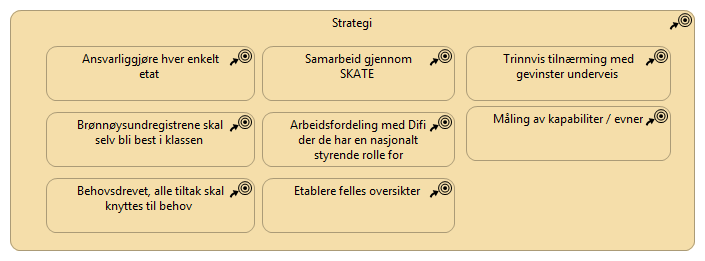 Strategi
Ansvarliggjøre hver enkelt
etat
Samarbeid gjennom
SKATE
Trinnvis tilnærming med
gevinster underveis
Brønnøysundregistrene skal
selv bli best i klassen
Arbeidsfordeling med Difi
der de har en nasjonalt
styrende rolle for
Måling av kapabiliter / evner
Behovsdrevet, alle tiltak skal
knyttes til behov
Etablere felles oversikter